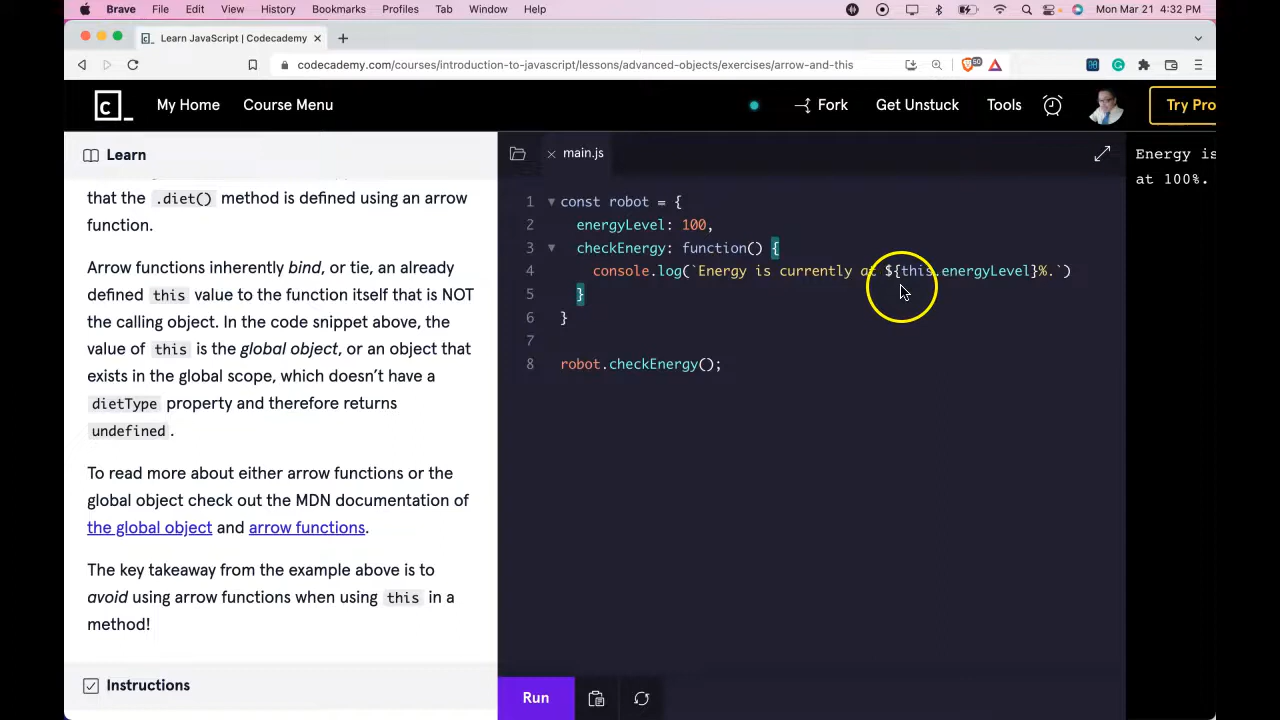 Brave File Edit View History Bookmarks Profiles Tab Window Help Mon Mar 21 4:32 PM
Learn JavaScript | Codecademy
codecademy.com/courses/introduction-to-javascript/lessons/advanced-objects/exercises/arrow-and-this
50
c_ My Home Course Menu Fork Get Unstuck Tools Try Pro
Learn
that the .diet() method is defined using an arrow
function.
Arrow functions inherently bind, or tie, an already
defined this value to the function itself that is NOT
the calling object. In the code snippet above, the
value of this is the global object, or an object that
exists in the global scope, which doesn’t have a
dietType property and therefore returns
undefined.
To read more about either arrow functions or the
global object check out the MDN documentation of
the global object and arrow functions.
The key takeaway from the example above is to
avoid using arrow functions when using this in a
method!
Instructions
main.js
1 const robot = {
2 energyLevel: 100,
3 checkEnergy: function() {
4 console.log(`Energy is currently at ${this.energyLevel}%.`)
5 }
6 }
7
8 robot.checkEnergy();
Run
Energy is
at 100%.